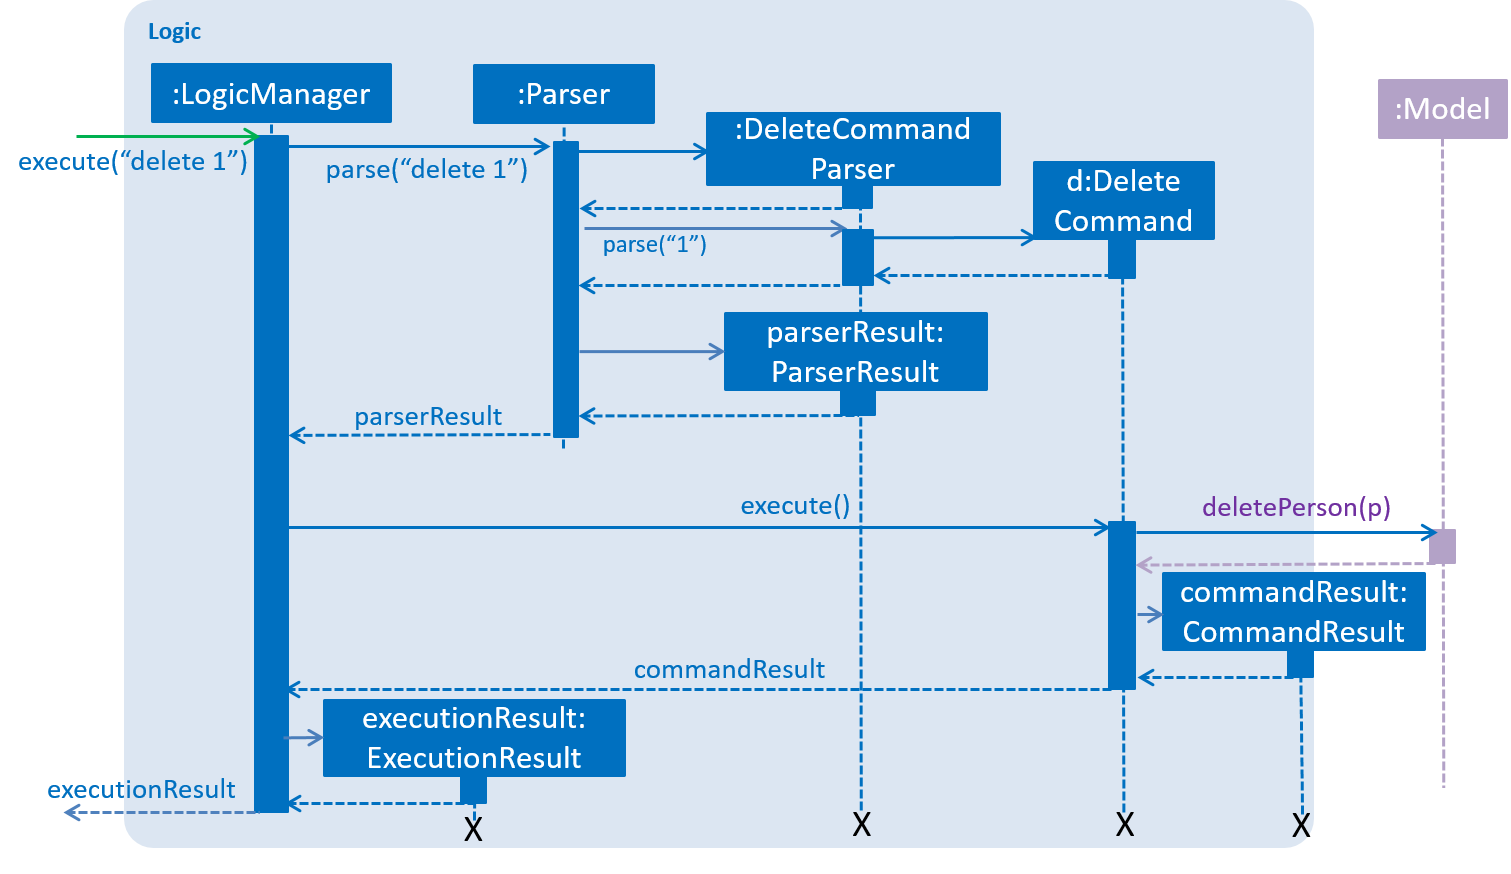 Logic
:LogicManager
:Parser
:DeleteCommand
Parser
:Model
execute(“delete 1”)
parse(“delete 1”)
d:Delete
Command
parse(“1”)
parserResult:
ParserResult
parserResult
execute()
deletePerson(p)
commandResult:
CommandResult
commandResult
executionResult:
ExecutionResult
executionResult
X
X
X
X